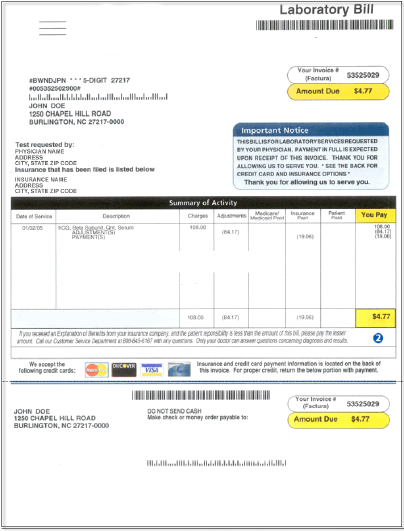 Laboratory Bill
#BWNDJPN * * * 5-DIGIT 27217
#005352502900#
JOHN DOE
1250 CHAPEL HILL ROAD
BURLINGTON, NC 27217-0000
Your Invoice #
(Factura)
53525029
Amount Due $4.77
Test requested by:
PHYSICIAN NAME
ADDRESS
CITY, STATE ZIP CODE
Insurance that has been filed is listed below
INSURANCE NAME
ADDRESS
CITY, STATE ZIP CODE
Important Notice
THIS BILL IS FOR LABORATORY SERVICES REQUESTED
BY YOUR PHYSICIAN. PAYMENT IN FULL IS EXPECTED
UPON RECEIPT OF THIS INVOICE. THANK YOU FOR
ALLOWING US TO SERVE YOU. * SEE THE BACK FOR
CREDIT CARD AND INSURANCE OPTIONS *
Thank you for allowing us to serve you.
Summary of Activity
Date of Service Description Charges Adjustments Medicare/ Medicaid Paid Insurance Paid Patient Paid You Pay
01/02/05 HCG, Beta Subunit, Qnt, Serum 108.00 108.00
ADJUSTMENT(S) (84.17) (84.17)
PAYMENT(S) (19.06) (19.06)
108.00 (84.17) (19.06) $4.77
If you received an Explanation of Benefits from your insurance company, and the patient responsibility is less than the amount of this bill, please pay the lesser
amount. Call our Customer Service Department at 800-845-6167 with any questions. Only your doctor can answer questions concerning diagnosis and results.
2
We accept the
following credit cards:
DISCOVER
VISA
Insurance and credit card payment information is located on the back of
this invoice. For proper credit, return the below portion with payment.
JOHN DOE
1250 CHAPEL HILL ROAD
BURLINGTON, NC 27217-0000
DO NOT SEND CASH
Make check or money order payable to:
Your Invoice #
(Factura)
53525029
Amount Due $4.77